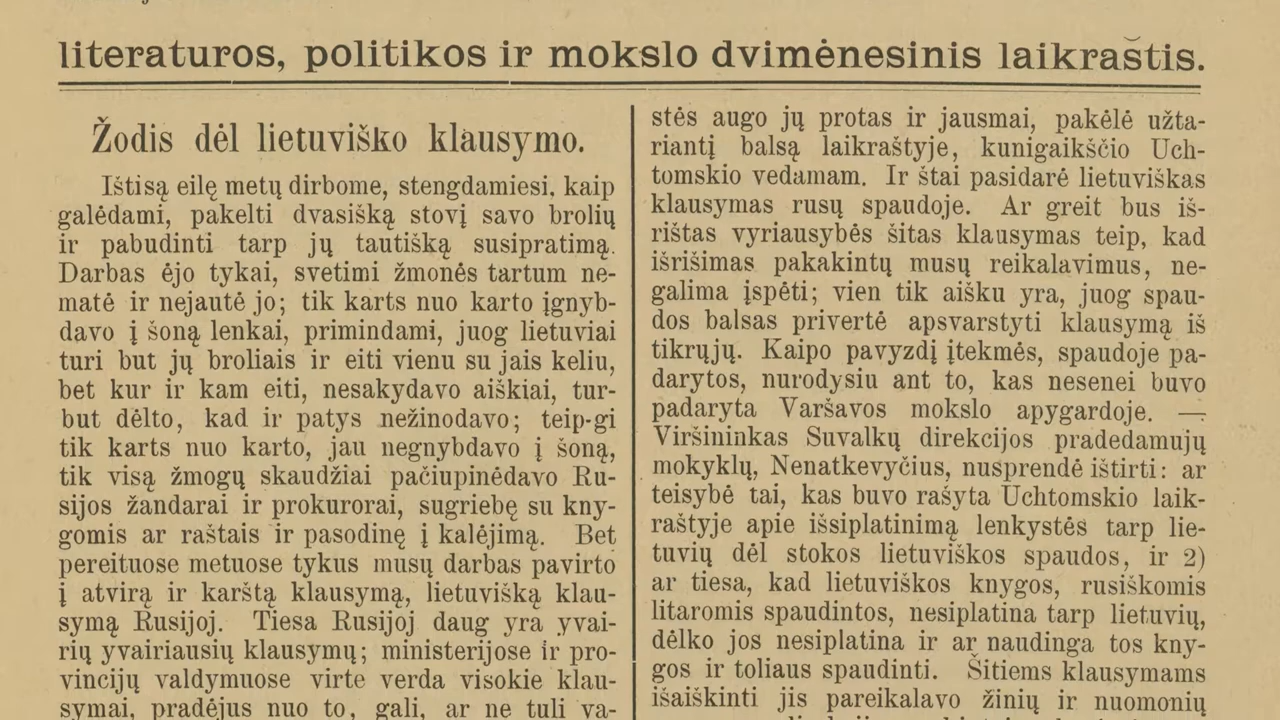 literaturos, politikos ir mokslo dvimėnesinis laikraštis.
Žodis dėl lietuviško klausymo.
Ištisą eilę metų dirbome, stengdamiesi, kaip
galėdami, pakelti dvasišką stovį savo brolių
ir pabudinti tarp jų tautišką susipratimą.
Darbas ėjo tykai, svetimi žmonės tartum ne-
matė ir nejautė jo; tik karts nuo karto įgnyb-
davo į šoną lenkai, primindami, juog lietuviai
turi but jų broliais ir eiti vienu su jais keliu,
bet kur ir kam eiti, nesakydavo aiškiai, tur-
but dėlto, kad ir patys nežinodavo; teip-gi
tik karts nuo karto, jau negnybdavo į šoną,
tik visą žmogų skaudžiai pačiupinėdavo Ru-
sijos žandarai ir prokurorai, sugriebę su kny-
gomis ar raštais ir pasodinę į kalėjimą. Bet
pereituose metuose tykus musų darbas pavirto
į atvirą ir karštą klausymą, lietuvišką klau-
symą Rusijoj. Tiesa Rusijoj daug yra yvai-
rių yvairiausių klausymų; ministerijose ir pro-
vincijų valdymuose virte verda visokie klau-
symai, pradėjus nuo to, gali, ar ne tuli va-
stės augo jų protas ir jausmai, pakėlė užta-
riantį balsą laikraštyje, kunigaikščio Uch-
tomskio vedamam. Ir štai pasidarė lietuviškas
klausymas rusų spaudoje. Ar greit bus iš-
rištas vyriausybės šitas klausymas teip, kad
išrišimas pakakintų musų reikalavimus, ne-
galima įspėti; vien tik aišku yra, juog spau-
dos balsas privertė apsvarstyti klausymą iš
tikrųjų. Kaipo pavyzdį įtekmės, spaudoje pa-
darytos, nurodysiu ant to, kas nesenei buvo
padaryta Varšavos mokslo apygardoje. —
Viršininkas Suvalkų direkcijos pradedamujų
mokyklų, Nenatkevyčius, nusprendė ištirti: ar
teisybė tai, kas buvo rašyta Uchtomskio laik-
raštyje apie išsiplatinimą lenkystės tarp lie-
tuvių dėl stokos lietuviškos spaudos, ir 2)
ar tiesa, kad lietuviškos knygos, rusiškomis
litaromis spaudintos, nesiplatina tarp lietuvių,
dėlko jos nesiplatina ir ar naudinga tos kny-
gos ir toliaus spaudinti. Šitiems klausymams
išaiškinti jis pareikalavo žinių ir nuomonių